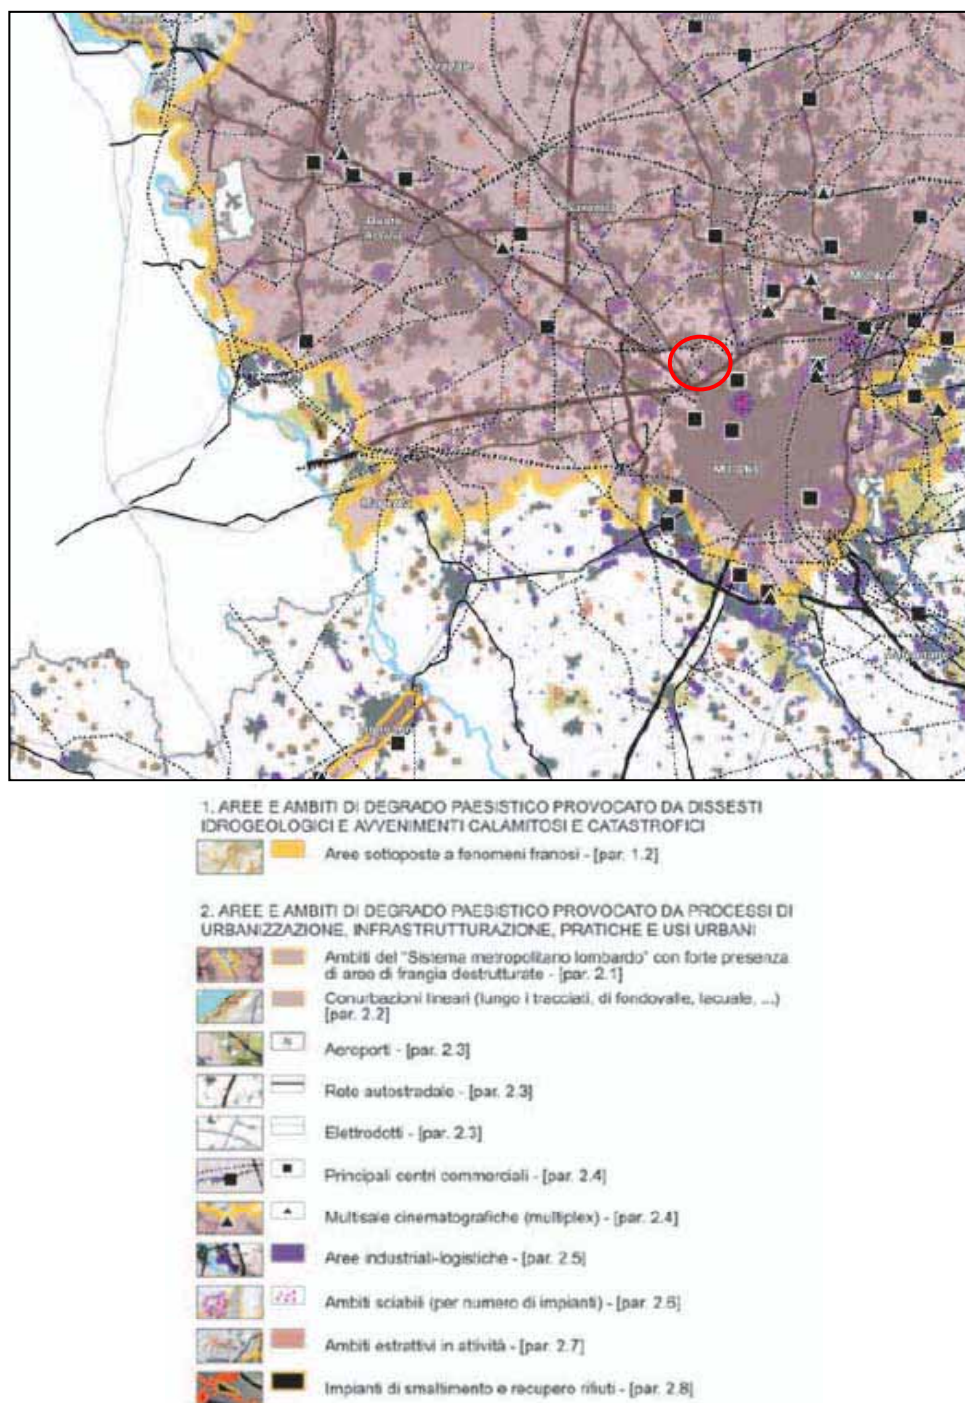 Saronno
Magenta
1. AREE E AMBITI DI DEGRADO PAESISTICO PROVOCATO DA DISSESTI
IDROGEOLOGICI E AVVENIMENTI CALAMITOSI E CATASTROFICI
Aree sottoposte a fenomeni franosi - [par. 1.2]
2. AREE E AMBITI DI DEGRADO PAESISTICO PROVOCATO DA PROCESSI DI
URBANIZZAZIONE, INFRASTRUTTURAZIONE, PRATICHE E USI URBANI
Ambiti del "Sistema metropolitano lombardo" con forte presenza
di aree di frangia destrutturate - [par. 2.1]
Conurbazioni lineari (lungo i tracciati, di fondovalle, lacuale, ...)
[par. 2.2]
Aeroporti - [par. 2.3]
Rete autostradale - [par. 2.3]
Elettrodotti - [par. 2.3]
Principali centri commerciali - [par. 2.4]
Multisale cinematografiche (multiplex) - [par. 2.4]
Aree industriali-logistiche - [par. 2.5]
Ambiti sciabili (per numero di impianti) - [par. 2.6]
Ambiti estrattivi in attività - [par. 2.7]
Impianti di smaltimento e recupero rifiuti - [par. 2.8]